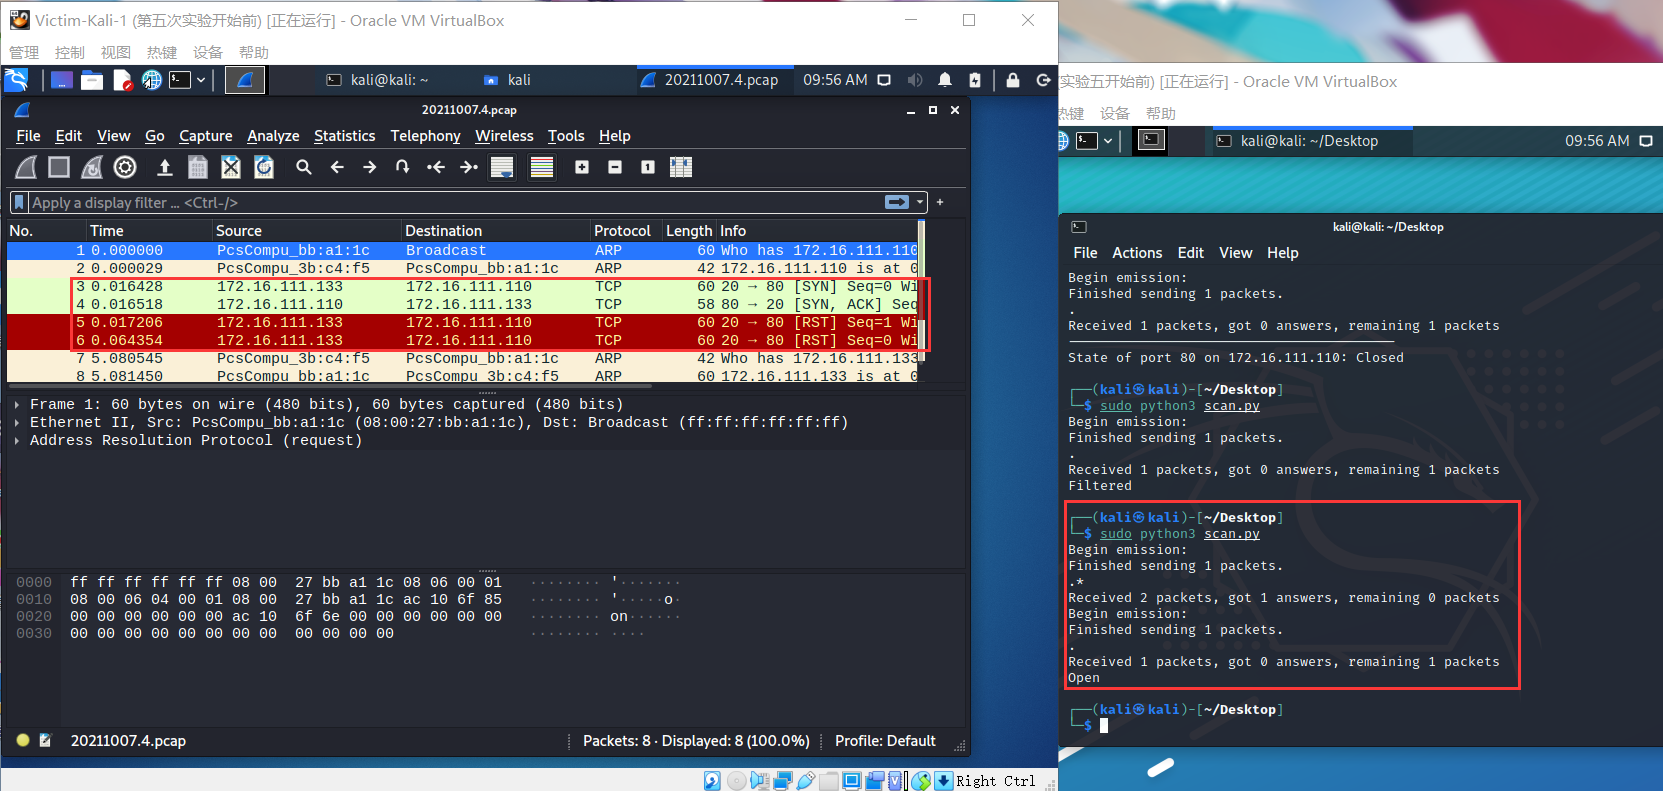 Victim-Kali-1 (第五次实验开始前) [正在运行] - Oracle VM VirtualBox
管理 控制 视图 热键 设备 帮助
kali@kali: ~ kali 20211007.4.pcap 09:56 AM
20211007.4.pcap
File Edit View Go Capture Analyze Statistics Telephony Wireless Tools Help
Apply a display filter ... <Ctrl-/>
No. Time Source Destination Protocol Length Info
1 0.000000 PcsCompu_bb:a1:1c Broadcast ARP 60 Who has 172.16.111.110
2 0.000029 PcsCompu_3b:c4:f5 PcsCompu_bb:a1:1c ARP 42 172.16.111.110 is at 0
3 0.016428 172.16.111.133 172.16.111.110 TCP 60 20 → 80 [SYN] Seq=0 Wi
4 0.016518 172.16.111.110 172.16.111.133 TCP 58 80 → 20 [SYN, ACK] Seq
5 0.017206 172.16.111.133 172.16.111.110 TCP 60 20 → 80 [RST] Seq=1 Wi
6 0.064354 172.16.111.133 172.16.111.110 TCP 60 20 → 80 [RST] Seq=0 Wi
7 5.080545 PcsCompu_3b:c4:f5 PcsCompu_bb:a1:1c ARP 42 Who has 172.16.111.133
8 5.081450 PcsCompu_bb:a1:1c PcsCompu_3b:c4:f5 ARP 60 172.16.111.133 is at 0
Frame 1: 60 bytes on wire (480 bits), 60 bytes captured (480 bits)
Ethernet II, Src: PcsCompu_bb:a1:1c (08:00:27:bb:a1:1c), Dst: Broadcast (ff:ff:ff:ff:ff:ff)
Address Resolution Protocol (request)
0000 ff ff ff ff ff ff 08 00 27 bb a1 1c 08 06 00 01 ········ '·······
0010 08 00 06 04 00 01 08 00 27 bb a1 1c ac 10 6f 85 ········ '·····o·
0020 00 00 00 00 00 00 ac 10 6f 6e 00 00 00 00 00 00 ········ on······
0030 00 00 00 00 00 00 00 00 00 00 00 00 ········ ····
20211007.4.pcap Packets: 8 · Displayed: 8 (100.0%) Profile: Default
Right Ctrl
实验五开始前) [正在运行] - Oracle VM VirtualBox
热键 设备 帮助
kali@kali: ~/Desktop 09:56 AM
kali@kali: ~/Desktop
File Actions Edit View Help
Begin emission:
Finished sending 1 packets.
.
Received 1 packets, got 0 answers, remaining 1 packets
State of port 80 on 172.16.111.110: Closed
┌──(kali㉿kali)-[~/Desktop]
└─$ sudo python3 scan.py
Begin emission:
Finished sending 1 packets.
.
Received 1 packets, got 0 answers, remaining 1 packets
Filtered
┌──(kali㉿kali)-[~/Desktop]
└─$ sudo python3 scan.py
Begin emission:
Finished sending 1 packets.
.*
Received 2 packets, got 1 answers, remaining 0 packets
Begin emission:
Finished sending 1 packets.
.
Received 1 packets, got 0 answers, remaining 1 packets
Open
┌──(kali㉿kali)-[~/Desktop]
└─$